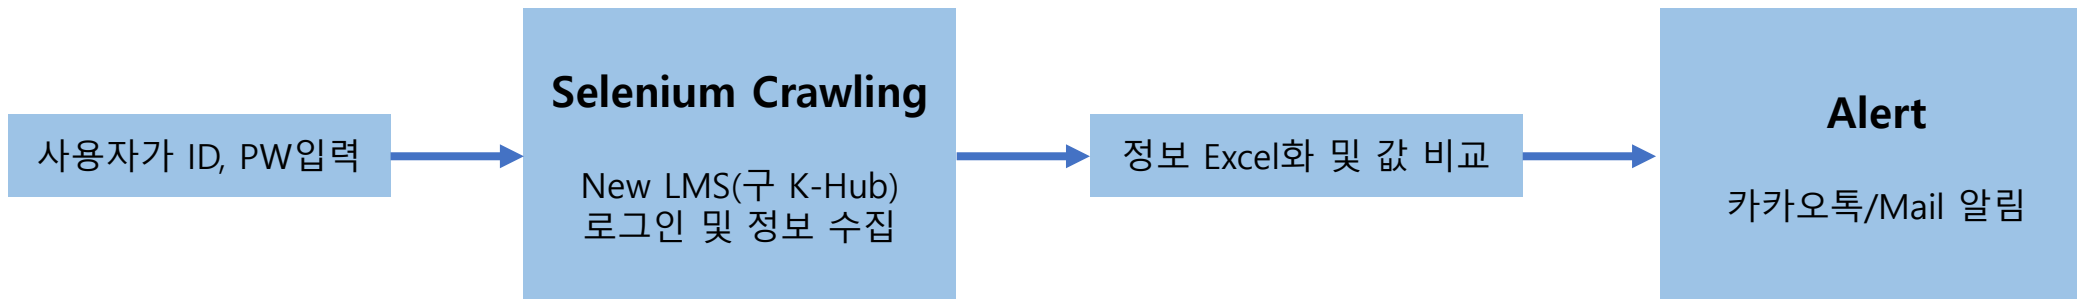 사용자가 ID, PW입력
Selenium Crawling
New LMS(구 K-Hub)
로그인 및 정보 수집
정보 Excel화 및 값 비교
Alert
카카오톡/Mail 알림